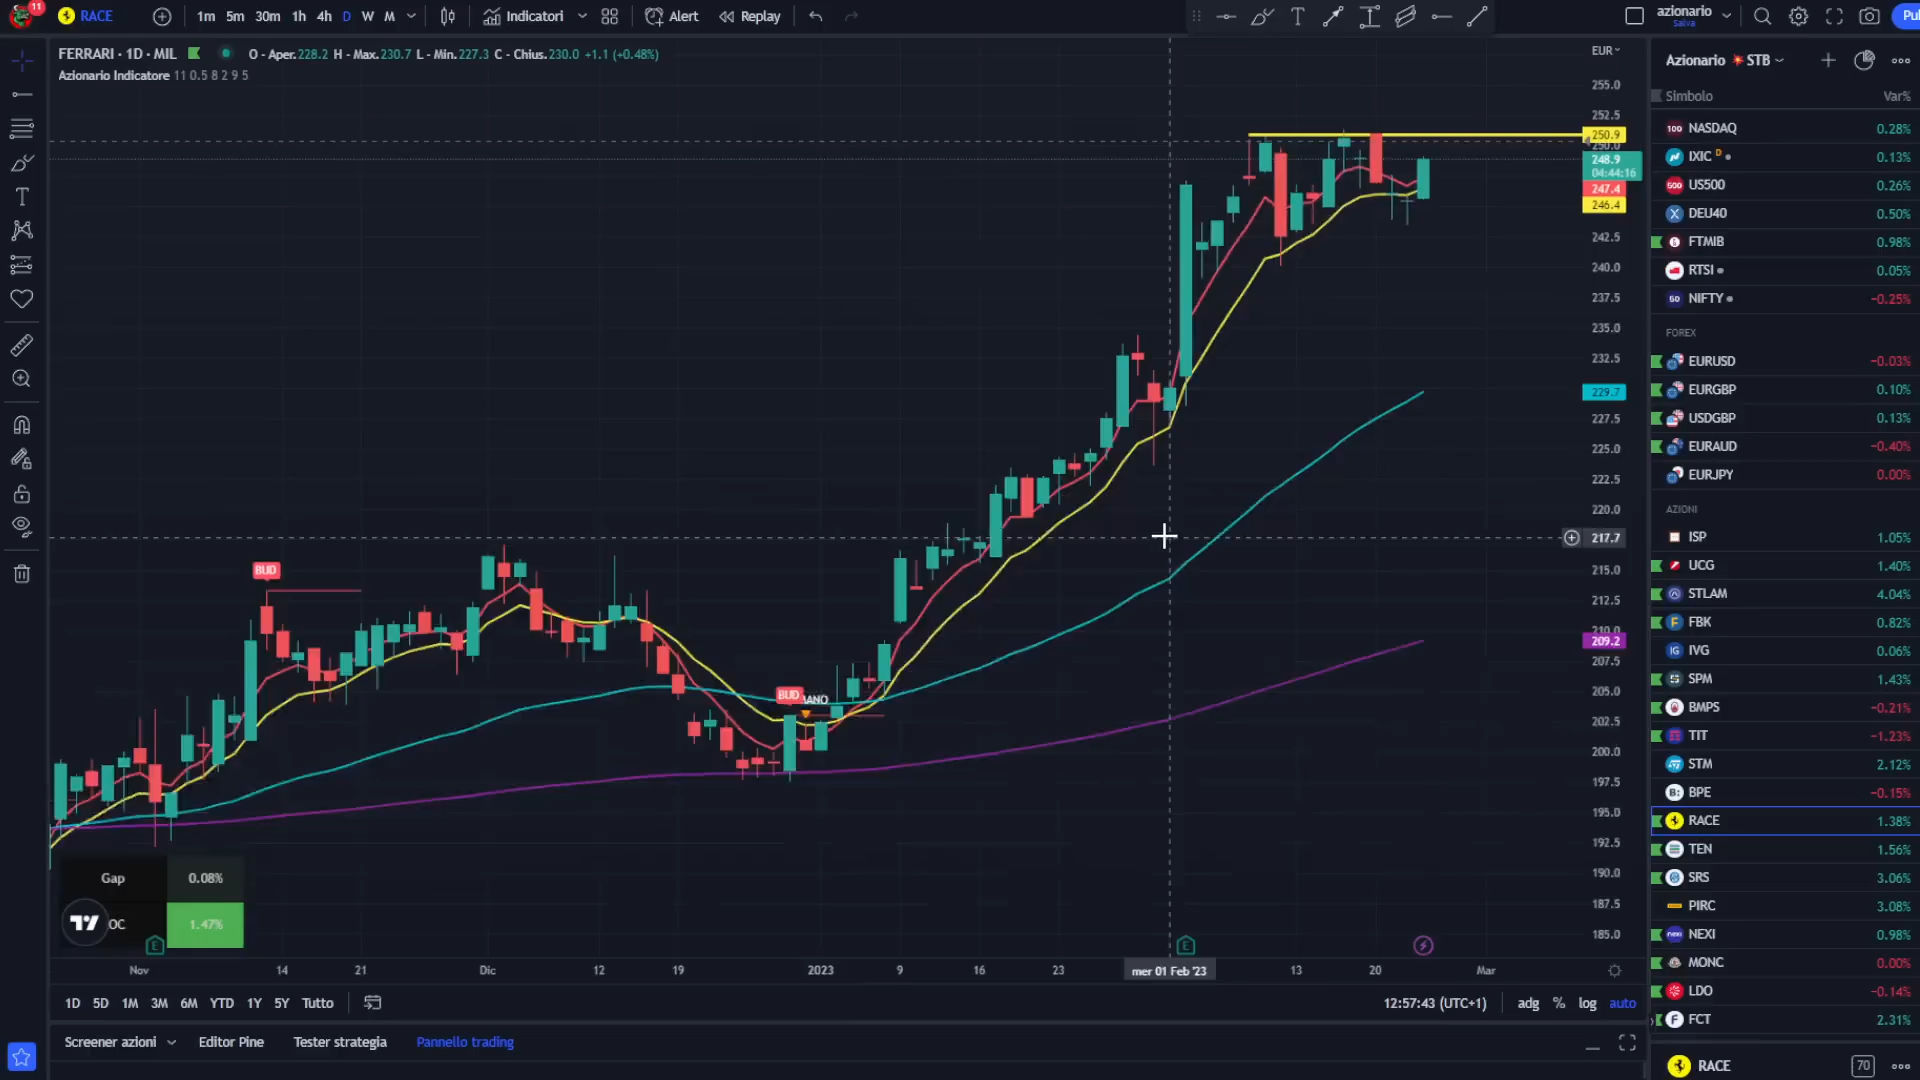 11
RACE
1m 5m 30m 1h 4h D W M
Indicatori
Alert
Replay
azionario
Salva
FERRARI · 1D · MIL
O - Aper.228.2 H - Max.230.7 L - Min.227.3 C - Chius.230.0 +1.1 (+0.48%)
Azionario Indicatore 11 0.5 8 2 9 5
EUR
255.0
252.5
250.9
250.0
248.9
04:44:16
247.4
246.4
242.5
240.0
237.5
235.0
232.5
229.7
227.5
225.0
222.5
220.0
217.7
215.0
212.5
210.0
209.2
207.5
205.0
202.5
200.0
197.5
195.0
192.5
190.0
187.5
185.0
BUD
BUD
Gap 0.08%
OC 1.47%
E
E
Nov 14 21 Dic 12 19 2023 9 16 23 mer 01 Feb '23 13 20 Mar
1D 5D 1M 3M 6M YTD 1Y 5Y Tutto
12:57:43 (UTC+1)
adg % log auto
Screener azioni
Editor Pine
Tester strategia
Pannello trading
Azionario STB
Simbolo Var%
100 NASDAQ 0.28%
IXIC D 0.13%
500 US500 0.26%
X DEU40 0.50%
FTMIB 0.98%
RTSI 0.05%
50 NIFTY −0.25%
FOREX
EURUSD −0.03%
EURGBP 0.10%
USDGBP 0.13%
EURAUD −0.40%
EURJPY 0.00%
AZIONI
ISP 1.05%
UCG 1.40%
STLAM 4.04%
F FBK 0.82%
IG IVG 0.06%
SPM 1.43%
BMPS −0.21%
TIT −1.23%
STM 2.12%
B: BPE −0.15%
RACE 1.38%
TEN 1.56%
SRS 3.06%
PIRC 3.08%
NEXI 0.98%
MONC 0.00%
LDO −0.14%
F FCT 2.31%
RACE 70